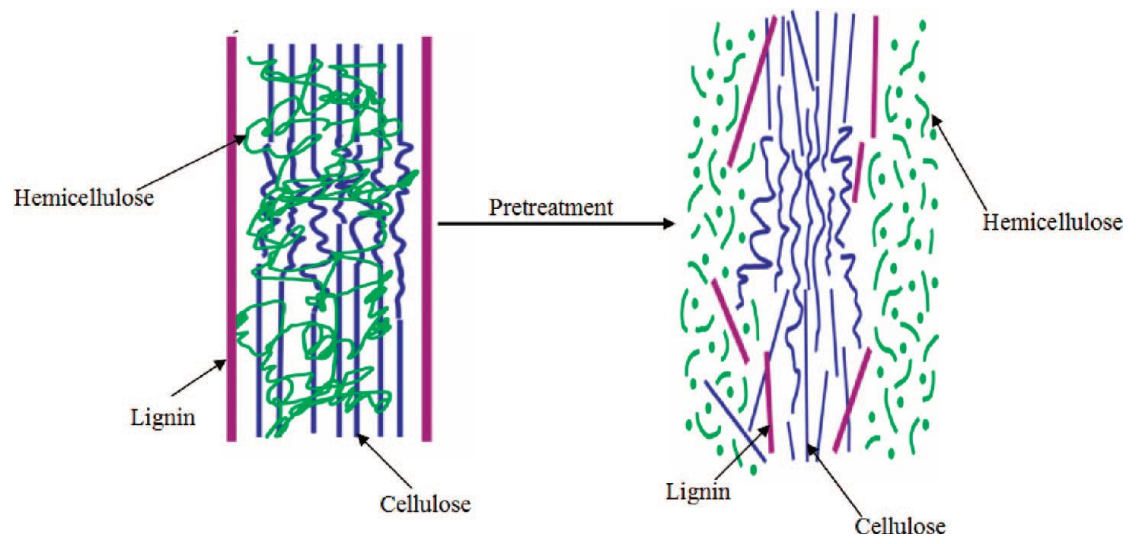 Hemicellulose
Pretreatment
Hemicellulose
Lignin
Cellulose
Lignin
Cellulose